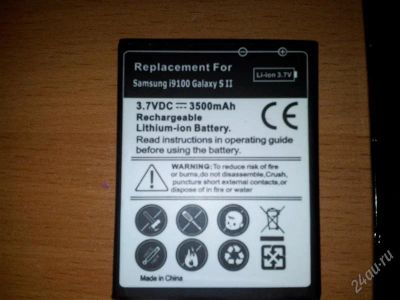 Replacement For
Samsung i9100 Galaxy S II
Li-ion 3.7V
3.7VDC 3500mAh
Rechargeable
Lithium-ion Battery.
Read instructions in operating guide
before using battery.
CE
WARNING: To reduce risk of fire
or burns, do not disassemble,Crush,
puncture short external contacts,or
dispose of in fire or water
Made in China
24au.ru